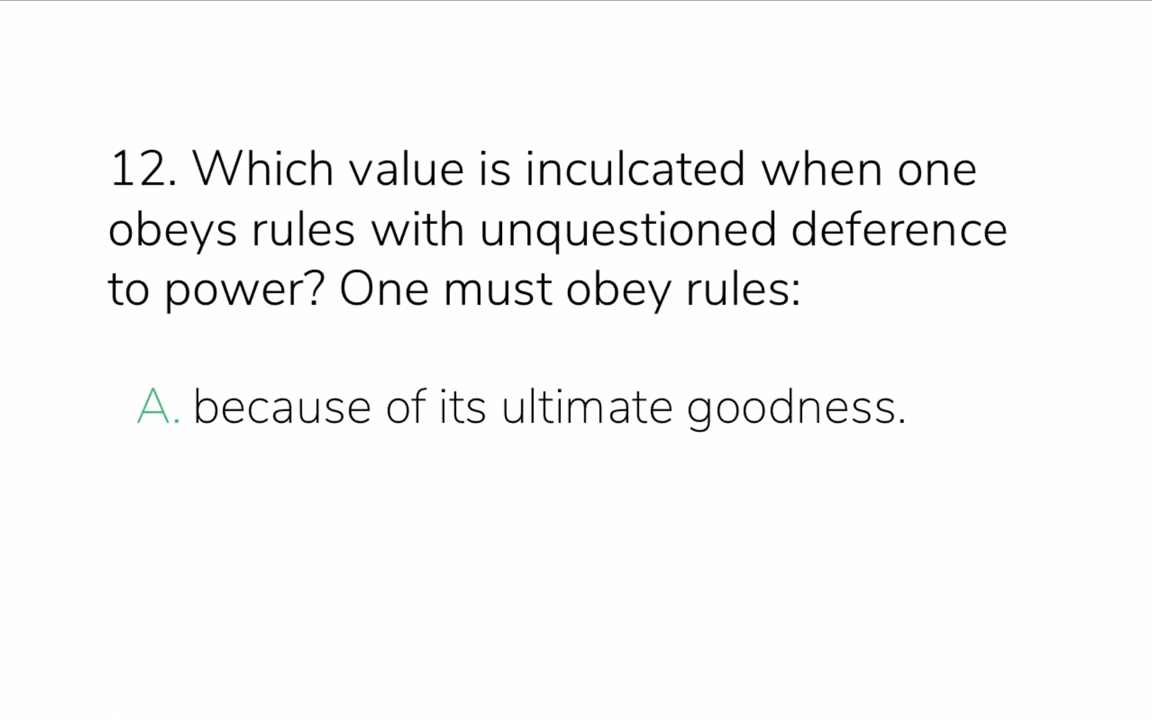 12. Which value is inculcated when one
obeys rules with unquestioned deference
to power? One must obey rules:
A. because of its ultimate goodness.